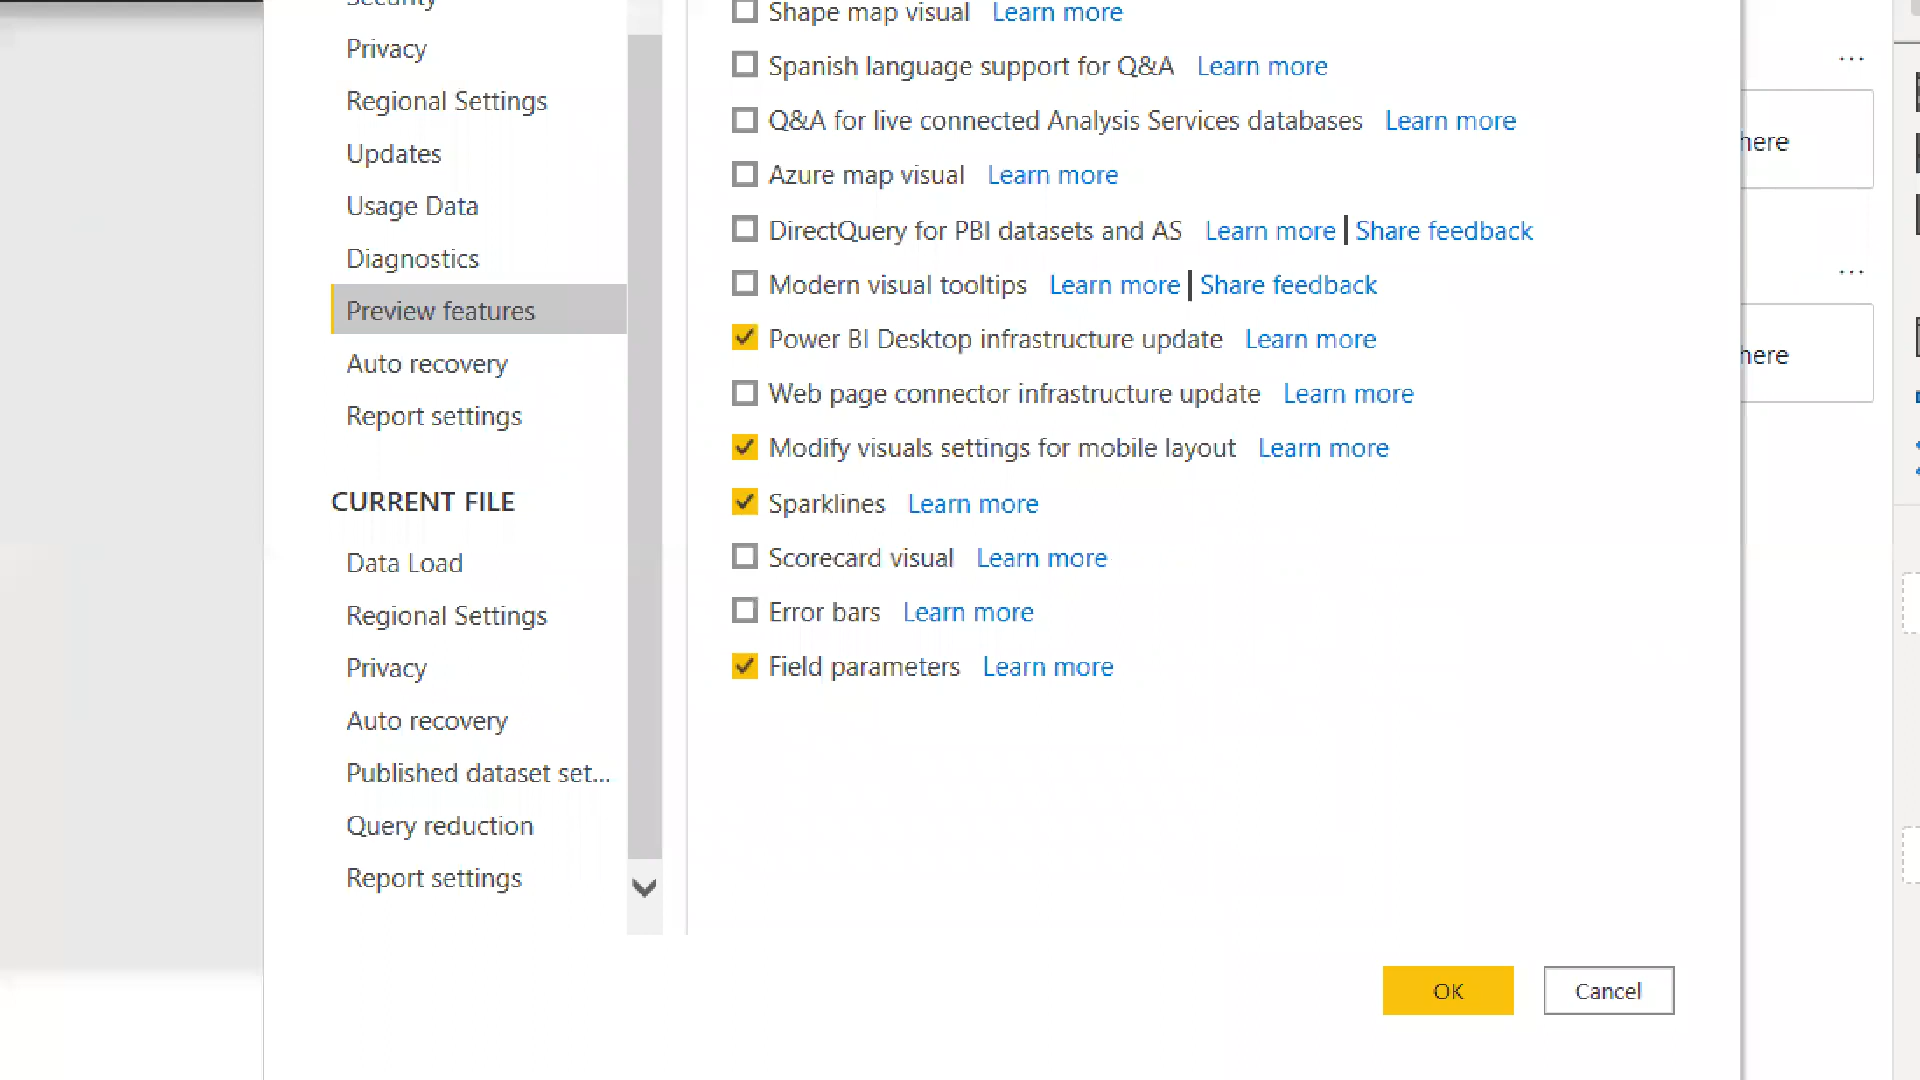 Security
Privacy
Regional Settings
Updates
Usage Data
Diagnostics
Preview features
Auto recovery
Report settings
CURRENT FILE
Data Load
Regional Settings
Privacy
Auto recovery
Published dataset set...
Query reduction
Report settings
Shape map visual Learn more
Spanish language support for Q&A Learn more
Q&A for live connected Analysis Services databases Learn more
Azure map visual Learn more
DirectQuery for PBI datasets and AS Learn more | Share feedback
Modern visual tooltips Learn more | Share feedback
Power BI Desktop infrastructure update Learn more
Web page connector infrastructure update Learn more
Modify visuals settings for mobile layout Learn more
Sparklines Learn more
Scorecard visual Learn more
Error bars Learn more
Field parameters Learn more
OK Cancel
...
here
...
here